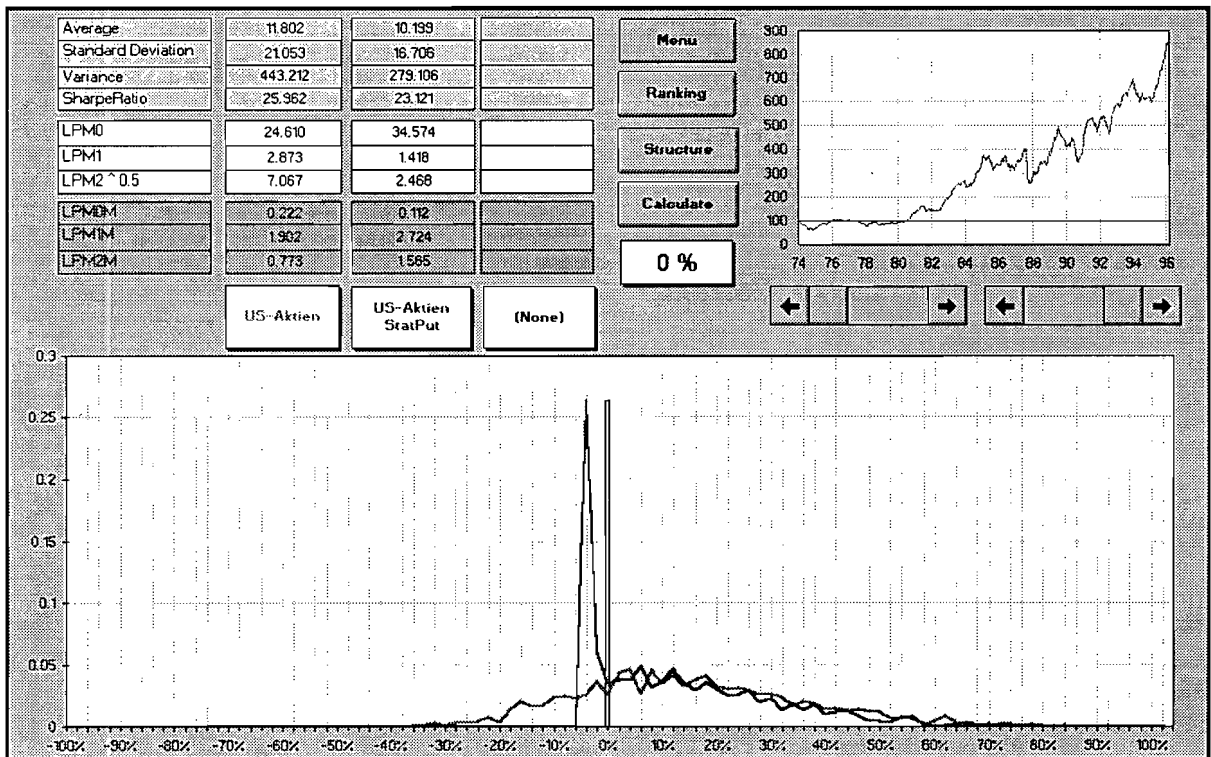 Average 11.802 10.199
Standard Deviation 21.053 16.706
Variance 443.212 279.106
SharpeRatio 25.962 23.121
LPM0 24.610 34.574
LPM1 2.873 1.418
LPM2 ^ 0.5 7.067 2.468
LPM0M 0.222 0.112
LPM1M 1.902 2.724
LPM2M 0.773 1.565
US-Aktien
US-Aktien
StatPut
(None)
Menu
Ranking
Structure
Calculate
0 %
900
800
700
600
500
400
300
200
100
0
74 76 78 80 82 84 86 88 90 92 94 96
0.3
0.25
0.2
0.15
0.1
0.05
0
-100% -90% -80% -70% -60% -50% -40% -30% -20% -10% 0% 10% 20% 30% 40% 50% 60% 70% 80% 90% 100%